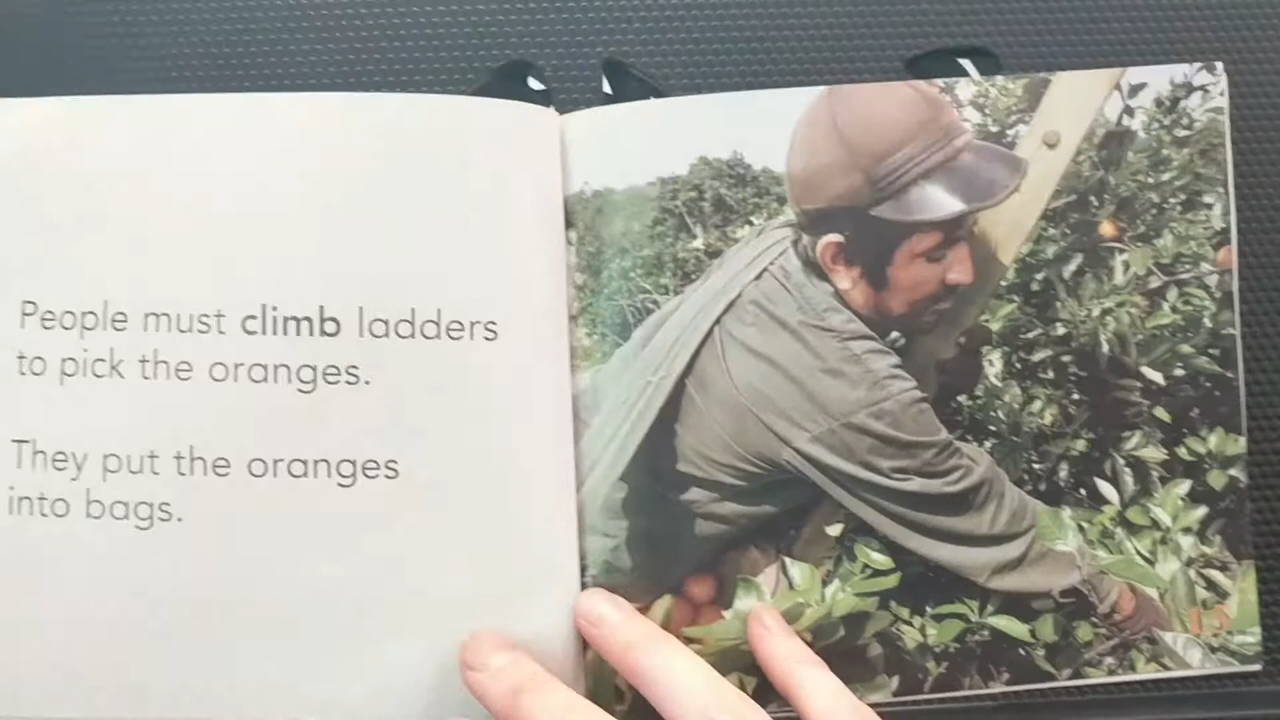 People must climb ladders
to pick the oranges.
They put the oranges
into bags.